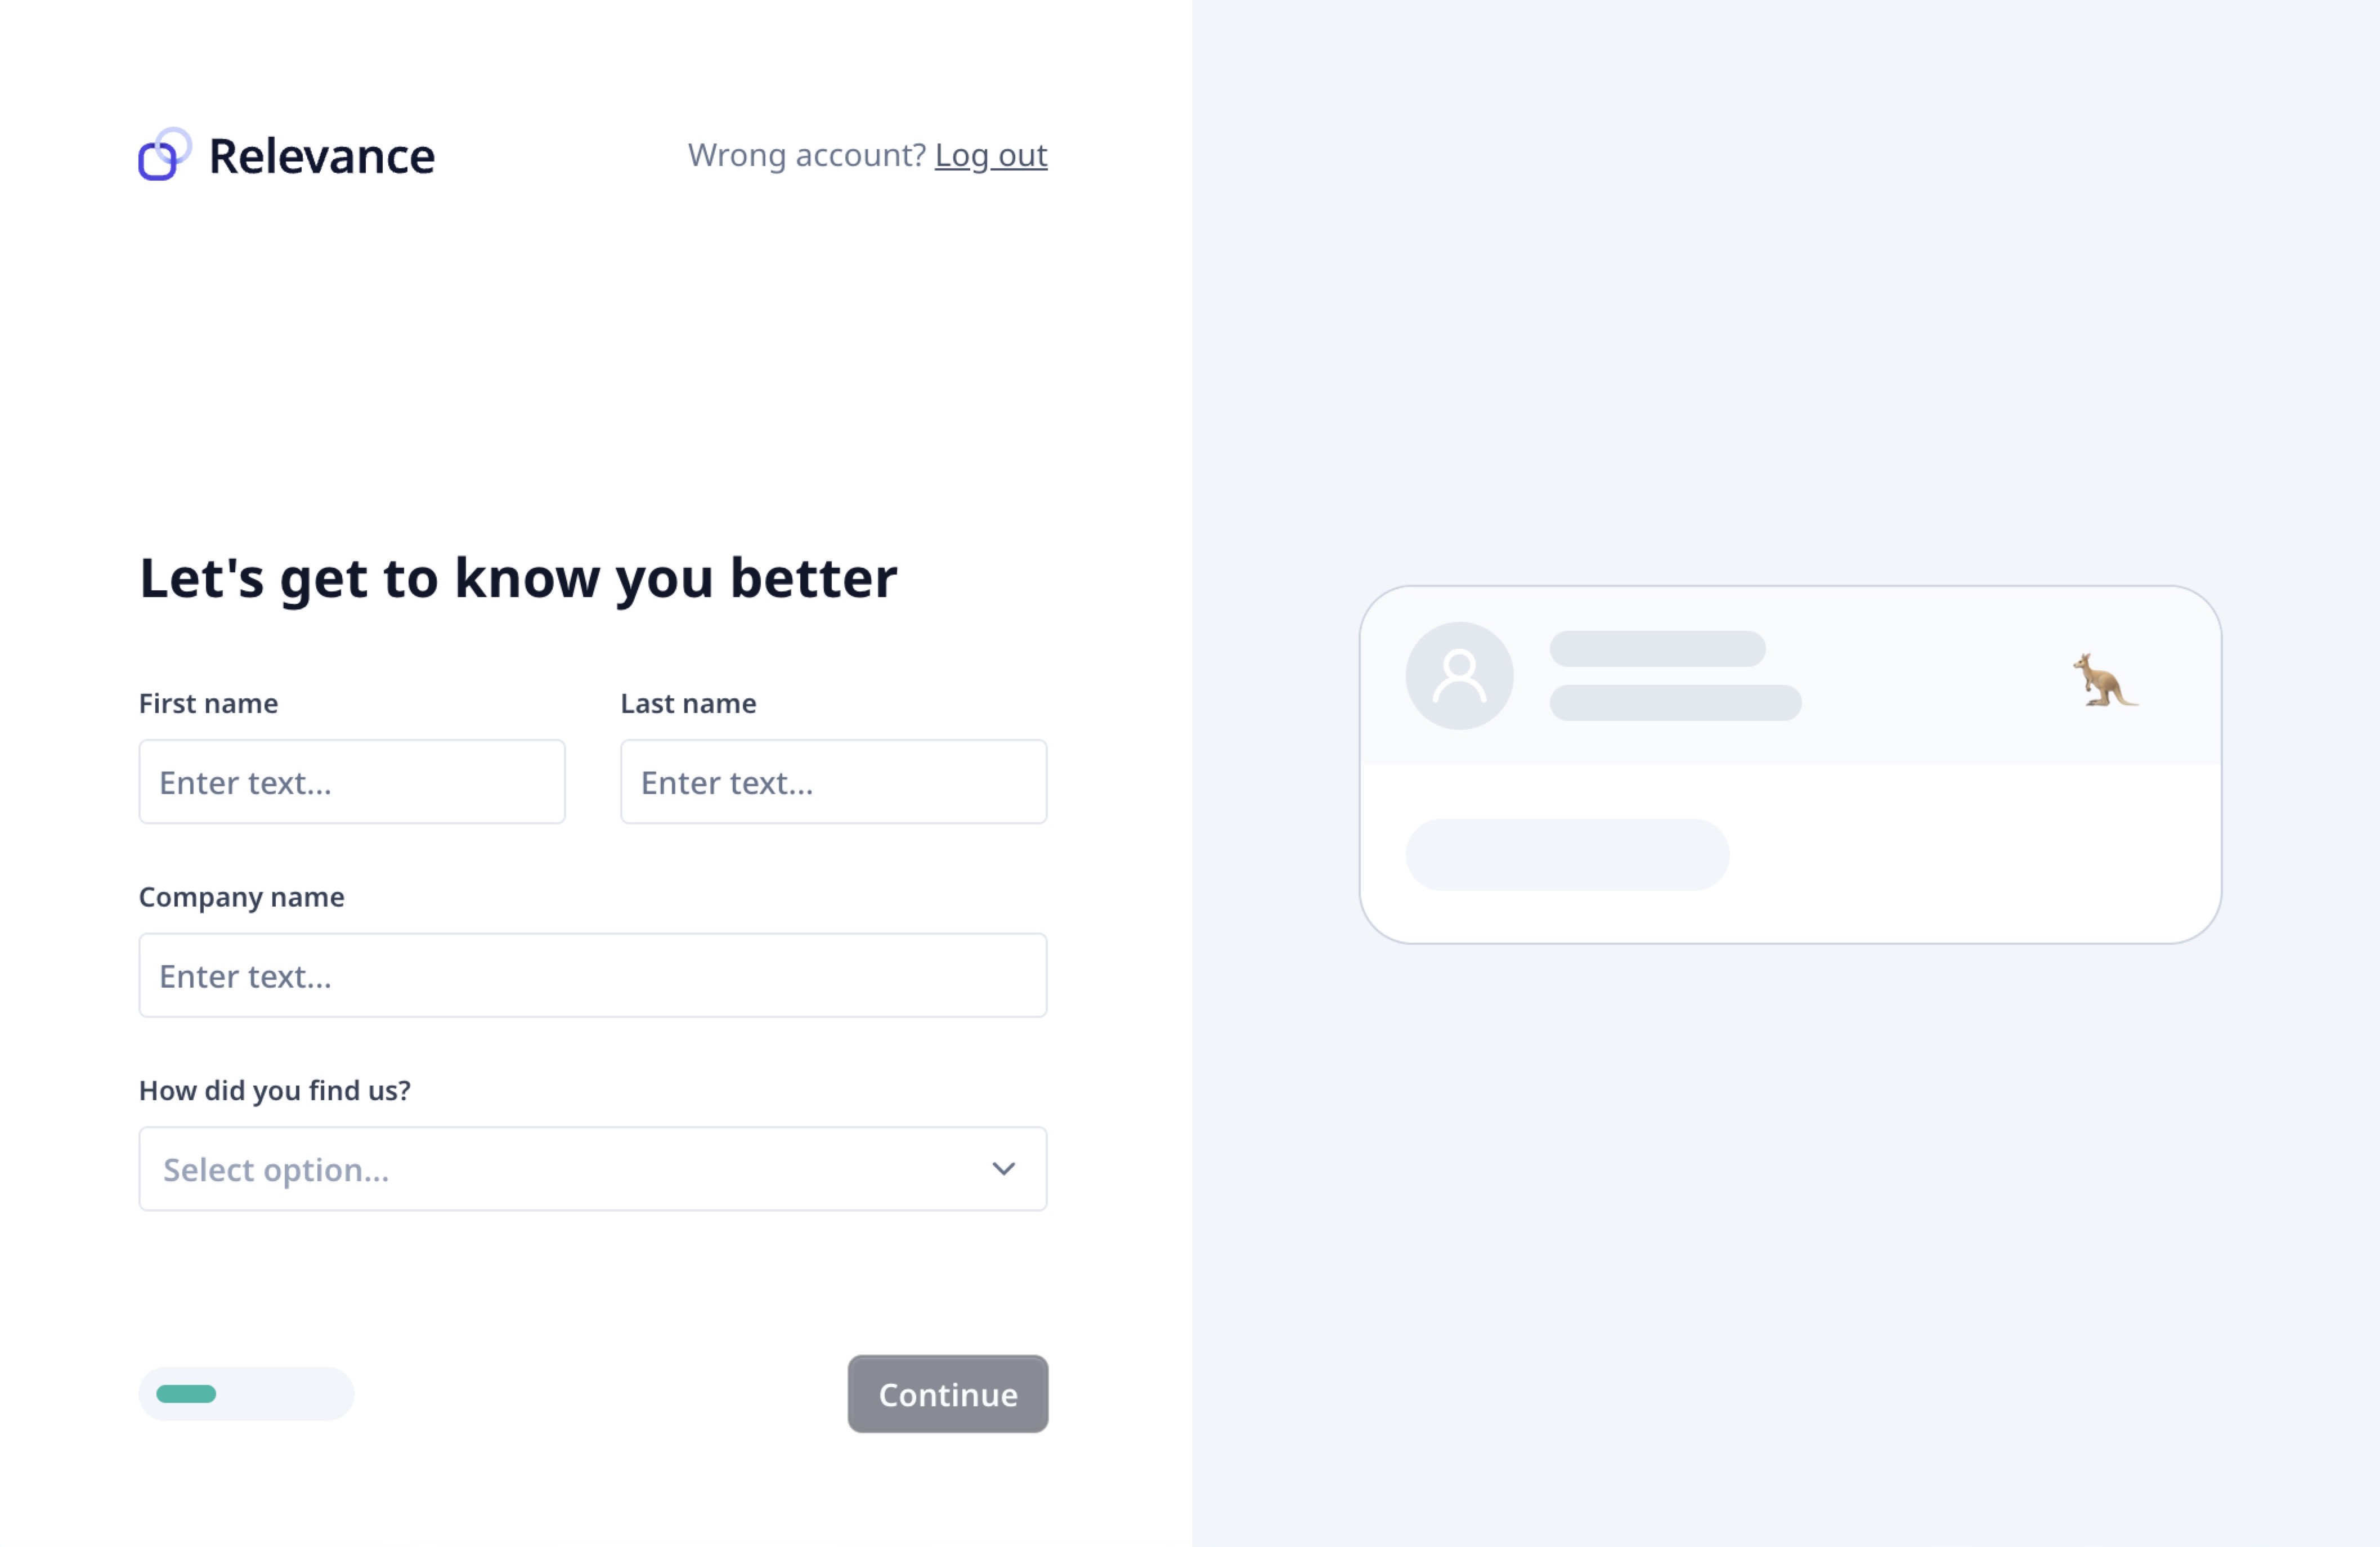 Relevance
Wrong account? Log out
Let's get to know you better
First name
Last name
Enter text...
Enter text...
Company name
Enter text...
How did you find us?
Select option...
Continue